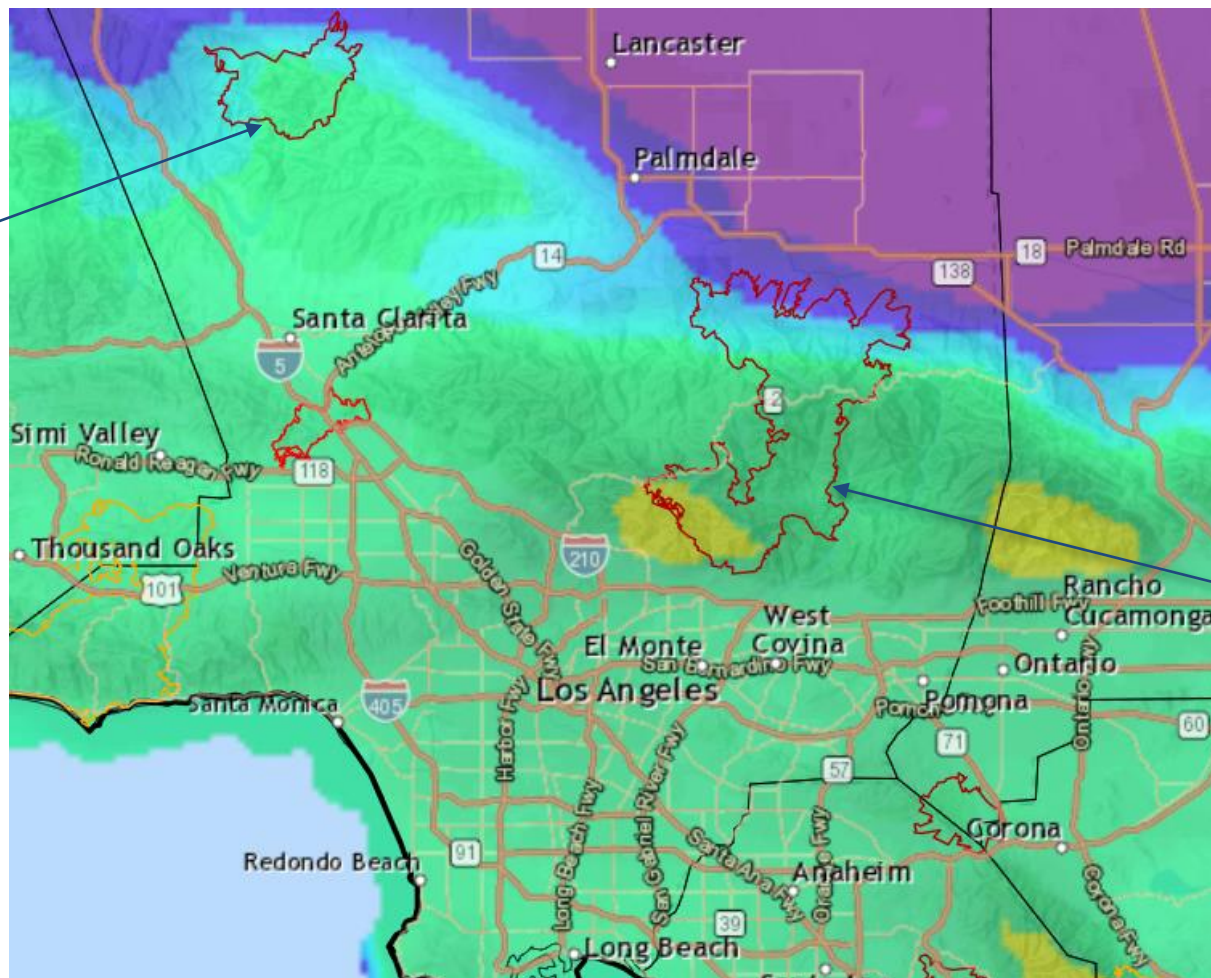 Lancaster
Palmdale
14
18
Palmdale Rd
138
Antelope Valley Fwy
Santa Clarita
5
2
Simi Valley
Ronald Reagan Fwy
118
Thousand Oaks
101
Ventura Fwy
210
Golden State Fwy
Foothill Fwy
Rancho
Cucamonga
West
Covina
El Monte
San Bernardino Fwy
Ontario
Los Angeles
Pomona
Santa Monica
405
Harbor Fwy
Ontario Fwy
60
71
57
Long Beach Fwy
San Gabriel River Fwy
Orange Fwy
Corona
Redondo Beach
91
Santa Ana Fwy
Anaheim
Corona Fwy
39
Long Beach